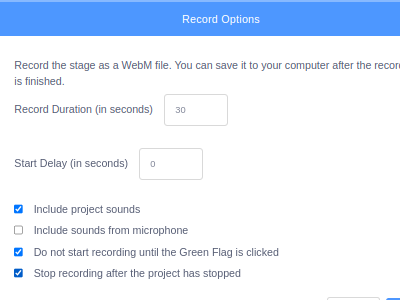 Record Options
Record the stage as a WebM file. You can save it to your computer after the
is finished.
Record Duration (in seconds) 30
Start Delay (in seconds) 0
Include project sounds
Include sounds from microphone
Do not start recording until the Green Flag is clicked
Stop recording after the project has stopped